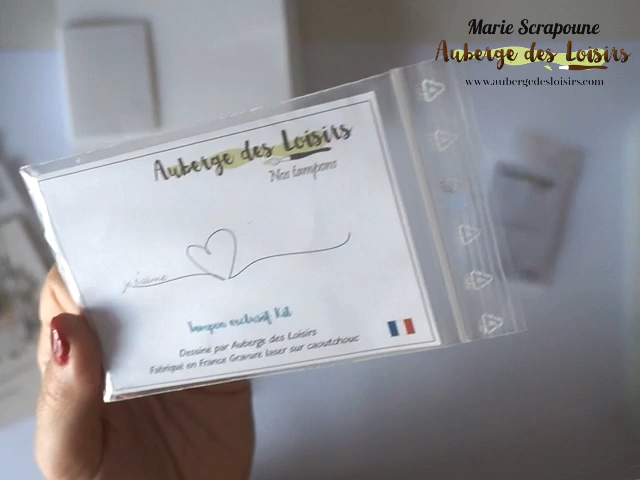 Marie Scrapoune
Auberge des Loisirs
www.aubergedesloisirs.com
Auberge des Loisirs
Nos tampons
j'aime
Tampon exclusif Kit
Dessiné par Auberge des Loisirs
Fabriqué en France Gravure laser sur caoutchouc